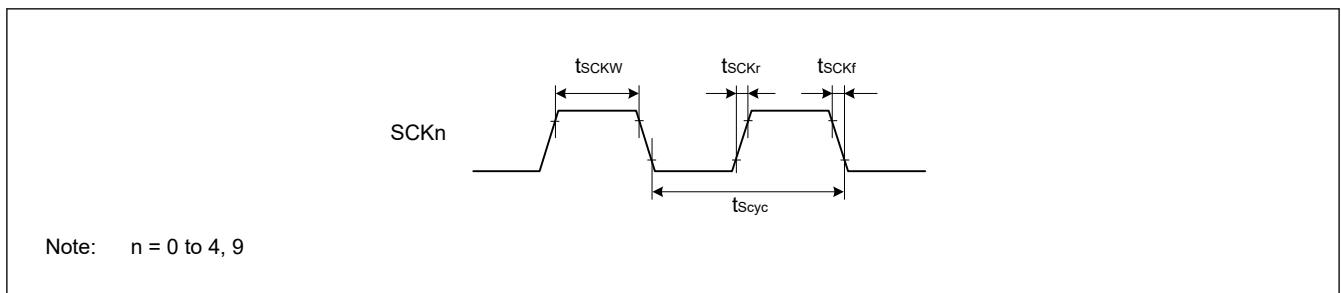 tSCKW tSCKr tSCKf
SCKn
tScyc
Note: n = 0 to 4, 9